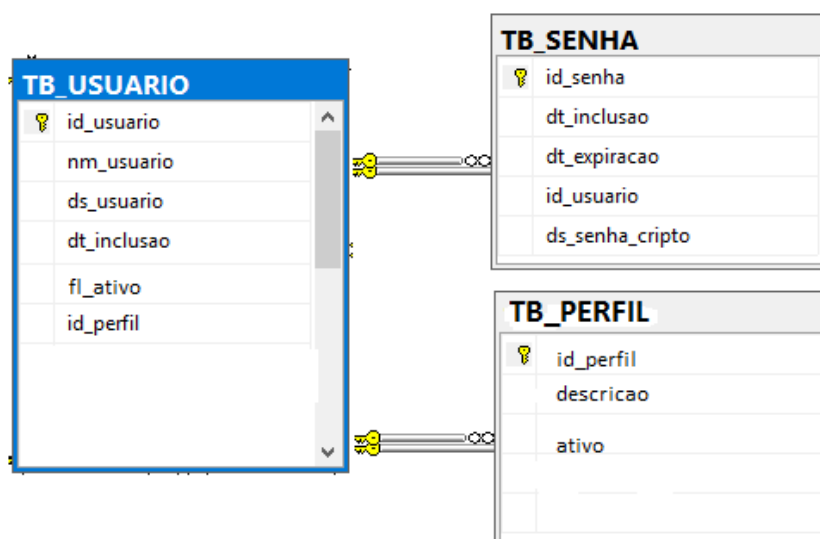 TB_USUARIO
id_usuario
nm_usuario
ds_usuario
dt_inclusao
fl_ativo
id_perfil
TB_SENHA
id_senha
dt_inclusao
dt_expiracao
id_usuario
ds_senha_cripto
TB_PERFIL
id_perfil
descricao
ativo